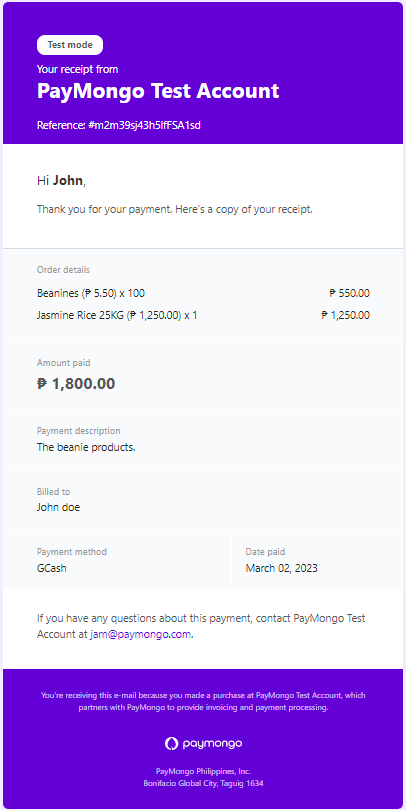 Test mode
Your receipt from
PayMongo Test Account
Reference: #m2m39sj43h5lfFSA1sd
Hi John,
Thank you for your payment. Here's a copy of your receipt.
Order details
Beanines (₱ 5.50) x 100 ₱ 550.00
Jasmine Rice 25KG (₱ 1,250.00) x 1 ₱ 1,250.00
Amount paid
₱ 1,800.00
Payment description
The beanie products.
Billed to
John doe
Payment method
GCash
Date paid
March 02, 2023
If you have any questions about this payment, contact PayMongo Test
Account at jam@paymongo.com.
You're receiving this e-mail because you made a purchase at PayMongo Test Account, which
partners with PayMongo to provide invoicing and payment processing.
paymongo
PayMongo Philippines, Inc.
Bonifacio Global City, Taguig 1634